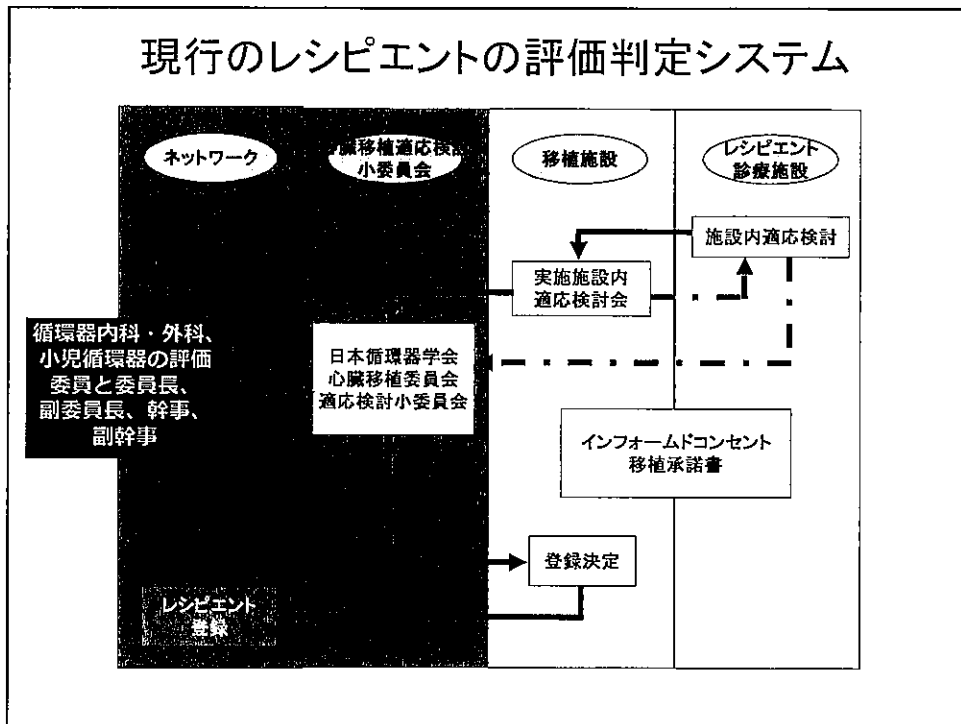 現行のレシピエントの評価判定システム
ネットワーク
臓移植適応検討
小委員会
移植施設
レシピエント
診療施設
施設内適応検討
実施施設内
適応検討会
循環器内科・外科、
小児循環器の評価
委員と委員長、
副委員長、幹事、
副幹事
日本循環器学会
心臓移植委員会
適応検討小委員会
インフォームドコンセント
移植承諾書
登録決定
レシピエント
登録